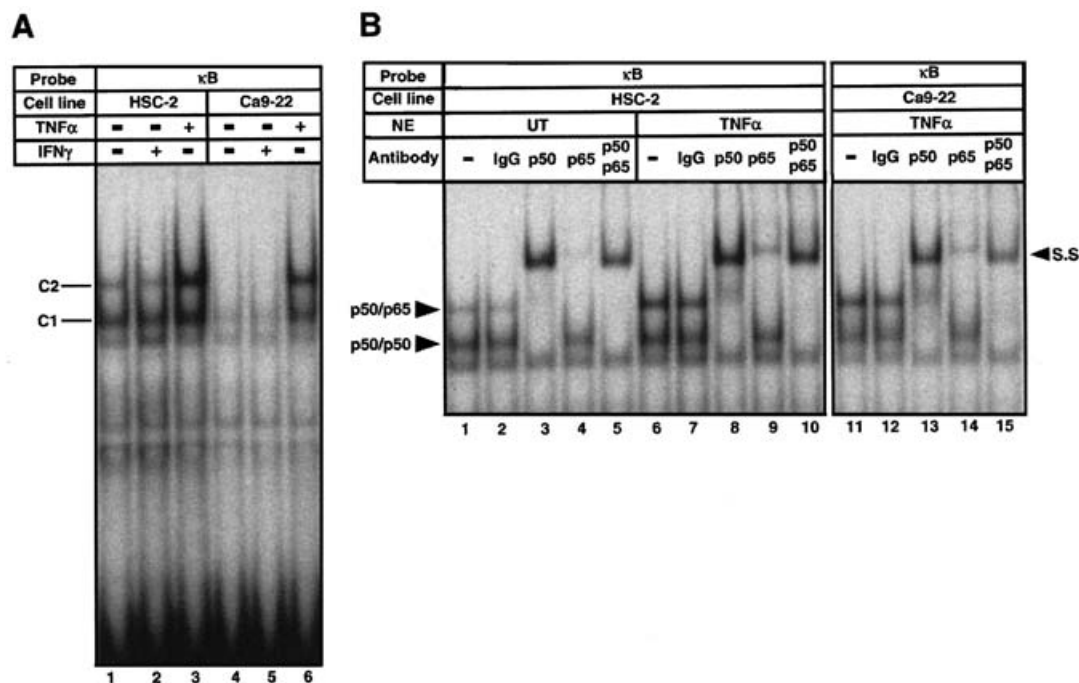 A
Probe κB
Cell line HSC-2 Ca9-22
TNFα - - + - - +
IFNγ - + - - + -
C2
C1
1 2 3 4 5 6
B
Probe κB κB
Cell line HSC-2 Ca9-22
NE UT TNFα TNFα
Antibody - IgG p50 p65 p50 p65 - IgG p50 p65 p50 p65 - IgG p50 p65 p50 p65
S.S
p50/p65
p50/p50
1 2 3 4 5 6 7 8 9 10 11 12 13 14 15